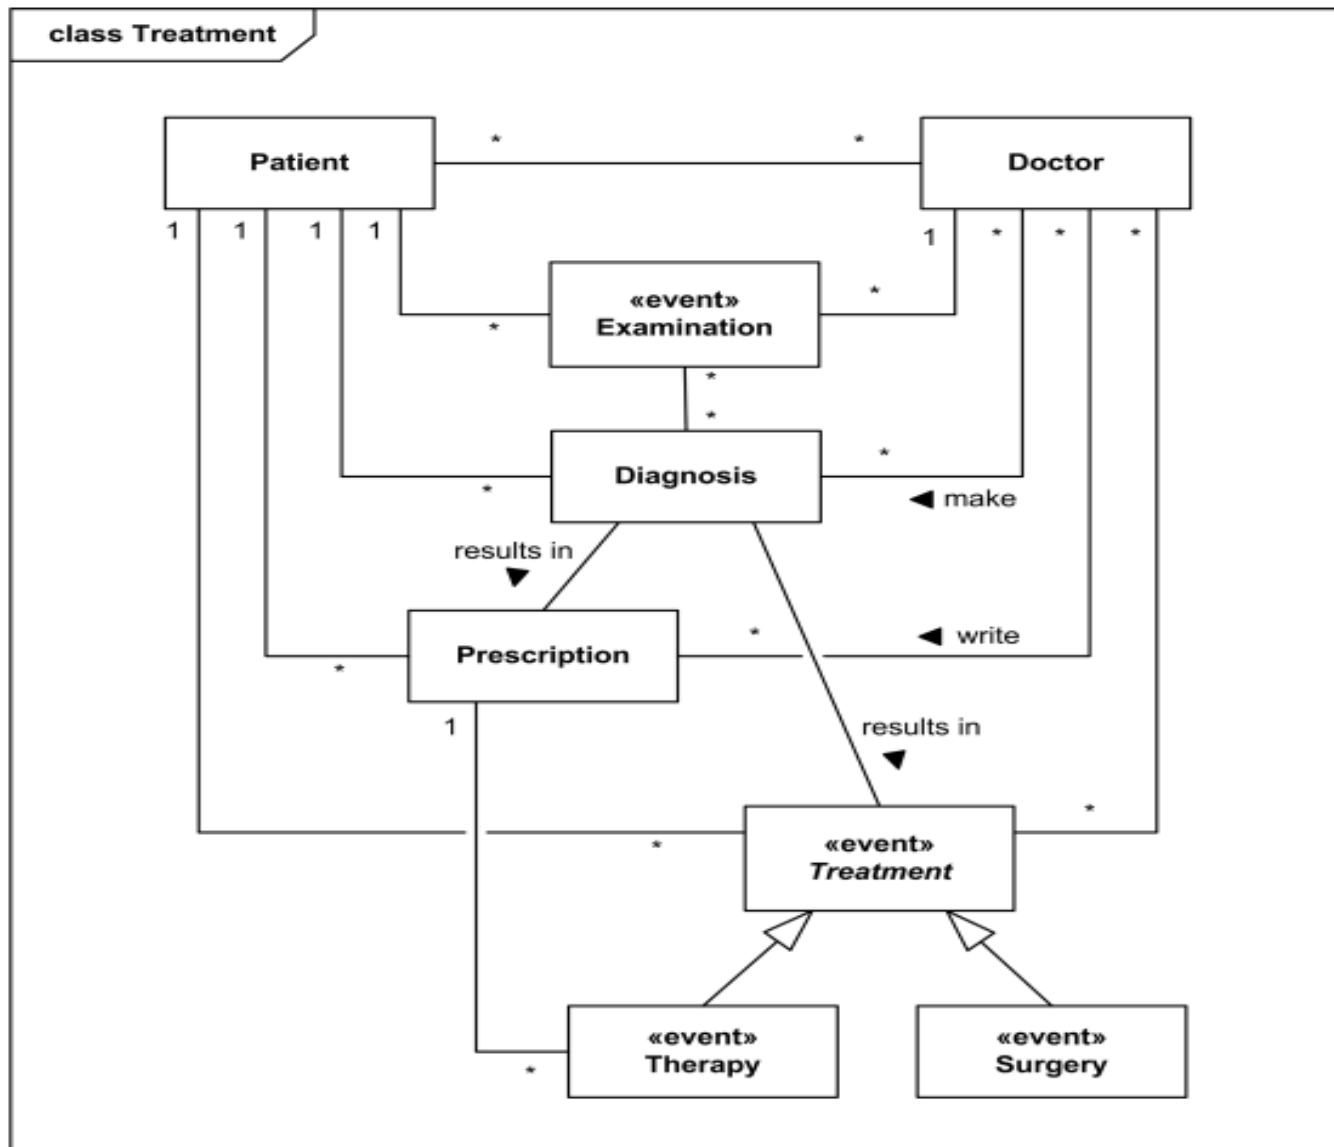 class Treatment
Patient
Doctor
* *
1 1 1 1
1 * * *
«event»
Examination
* *
*
*
Diagnosis
* *
make
results in
Prescription
* *
write
1
results in
«event»
Treatment
* *
«event»
Therapy
*
«event»
Surgery